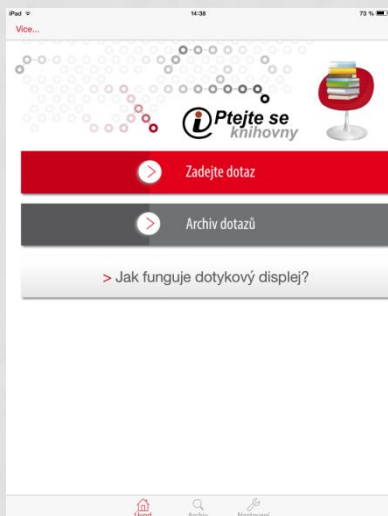 iPad 14:38 73 %
Více...
i Ptejte se
knihovny
> Zadejte dotaz
> Archiv dotazů
> Jak funguje dotykový displej?
Úvod Archiv Nastavení